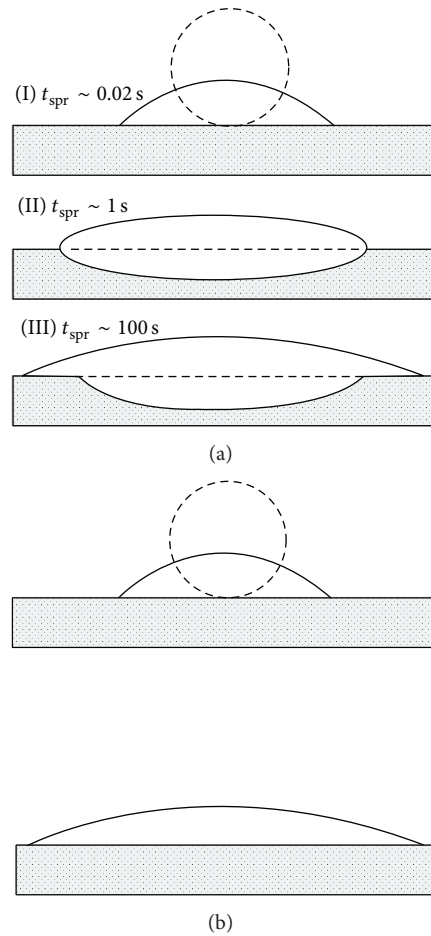 (I) t_spr ~ 0.02 s
(II) t_spr ~ 1 s
(III) t_spr ~ 100 s
(a)
(b)